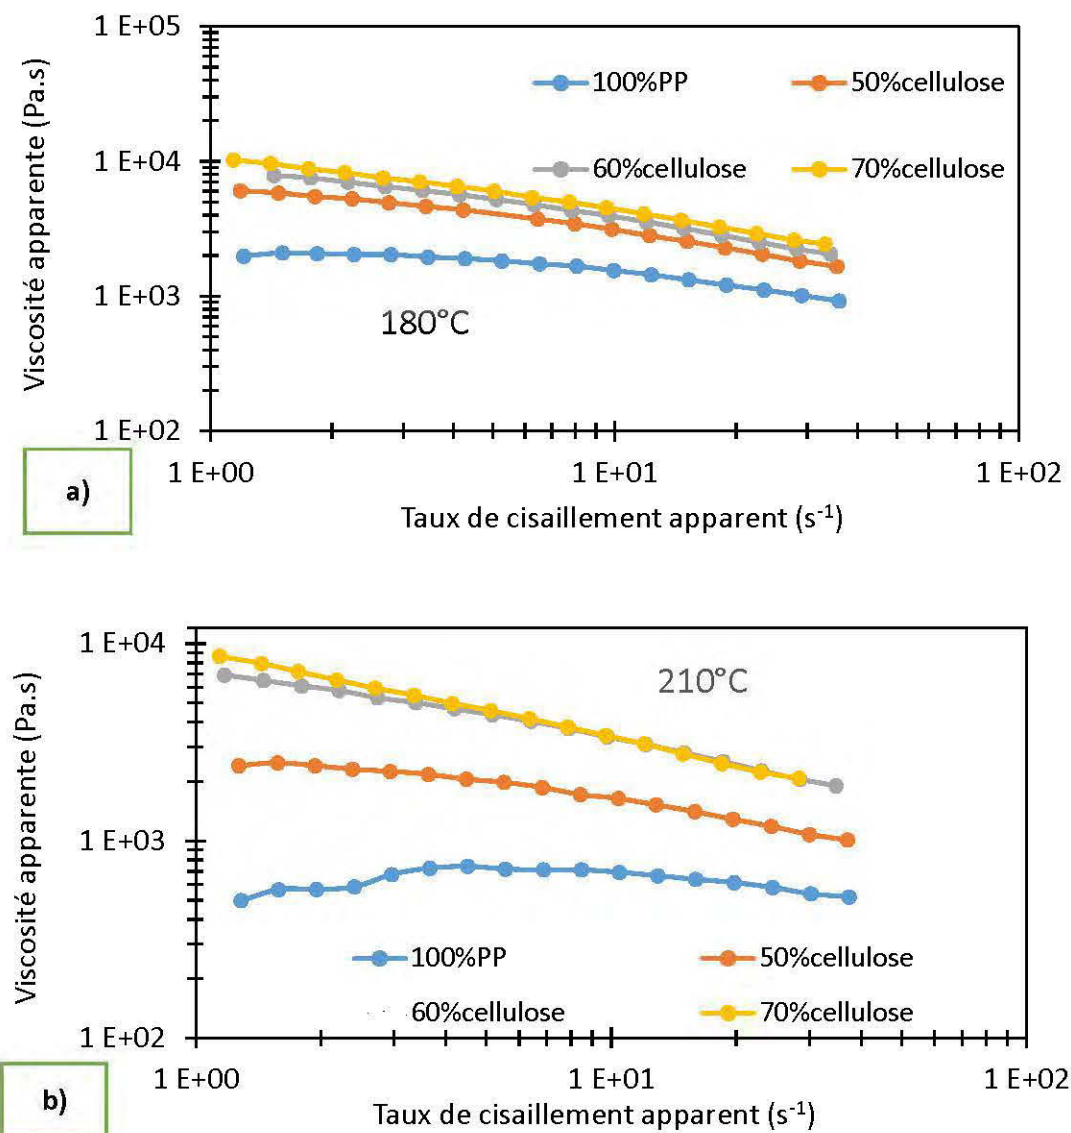 1 E+05
100%PP
50%cellulose
60%cellulose
70%cellulose
1 E+04
1 E+03
1 E+02
Viscosité apparente (Pa.s)
180°C
1 E+00
1 E+01
1 E+02
Taux de cisaillement apparent (s⁻¹)
a)
1 E+04
1 E+03
1 E+02
Viscosité apparente (Pa.s)
210°C
100%PP
50%cellulose
60%cellulose
70%cellulose
1 E+00
1 E+01
1 E+02
Taux de cisaillement apparent (s⁻¹)
b)